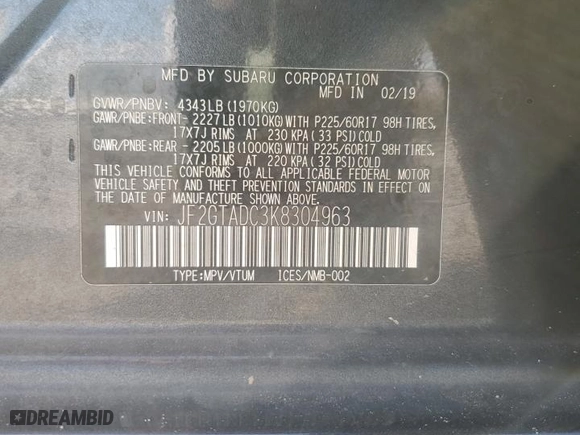 MFD BY SUBARU CORPORATION
MFD IN 02/19
GVWR/PNBV: 4343LB (1970KG)
GAWR/PNBE:FRONT- 2227LB (1010KG) WITH P225/60R17 98H TIRES,
17X7J RIMS AT 230 KPA ( 33 PSI) COLD
GAWR/PNBE:REAR - 2205LB (1000KG) WITH P225/60R17 98H TIRES,
17X7J RIMS AT 220 KPA ( 32 PSI) COLD
THIS VEHICLE CONFORMS TO ALL APPLICABLE FEDERAL MOTOR
VEHICLE SAFETY AND THEFT PREVENTION STANDARDS IN EFFECT ON
THE DATE OF MANUFACTURE SHOWN ABOVE.
VIN: JF2GTADC3K8304963
TYPE:MPV/VTUM ICES/NMB-002
DREAMBID